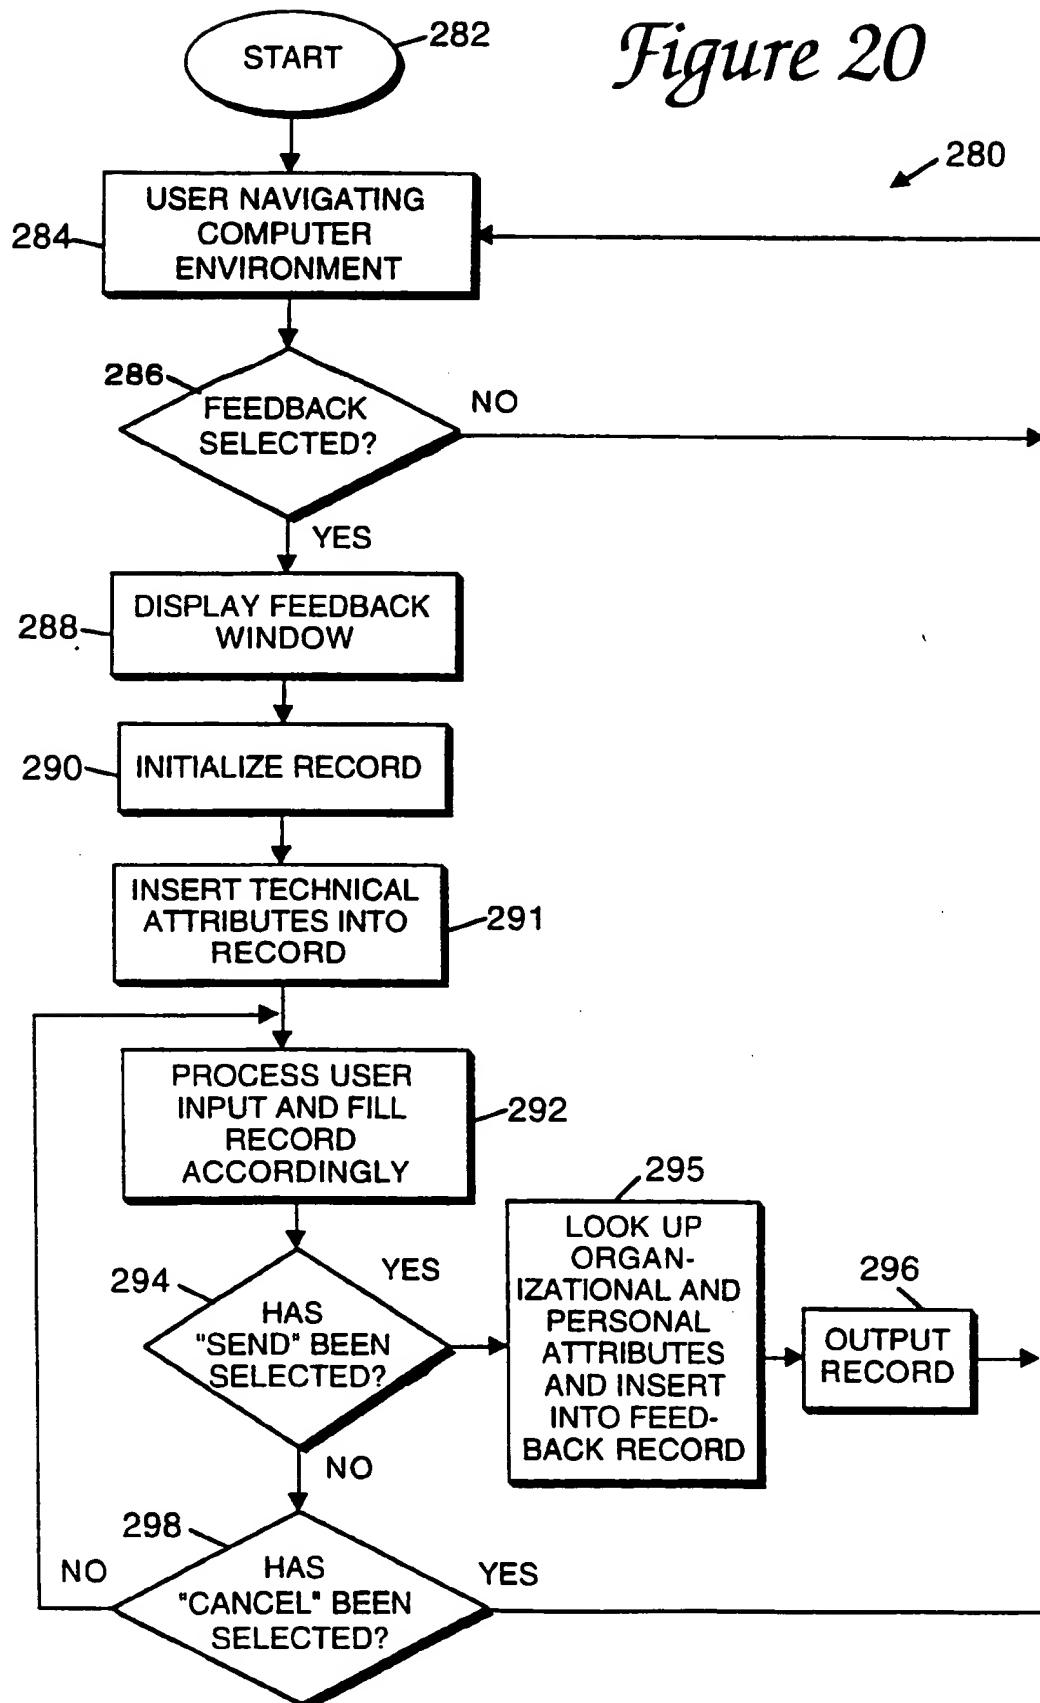 Figure 20
START
282
280
USER NAVIGATING
COMPUTER
ENVIRONMENT
284
286
FEEDBACK
SELECTED?
NO
YES
DISPLAY FEEDBACK
WINDOW
288
290
INITIALIZE RECORD
INSERT TECHNICAL
ATTRIBUTES INTO
RECORD
291
PROCESS USER
INPUT AND FILL
RECORD
ACCORDINGLY
292
294
HAS
"SEND" BEEN
SELECTED?
YES
NO
295
LOOK UP
ORGAN-
IZATIONAL AND
PERSONAL
ATTRIBUTES
AND INSERT
INTO FEED-
BACK RECORD
296
OUTPUT
RECORD
298
HAS
"CANCEL" BEEN
SELECTED?
NO
YES